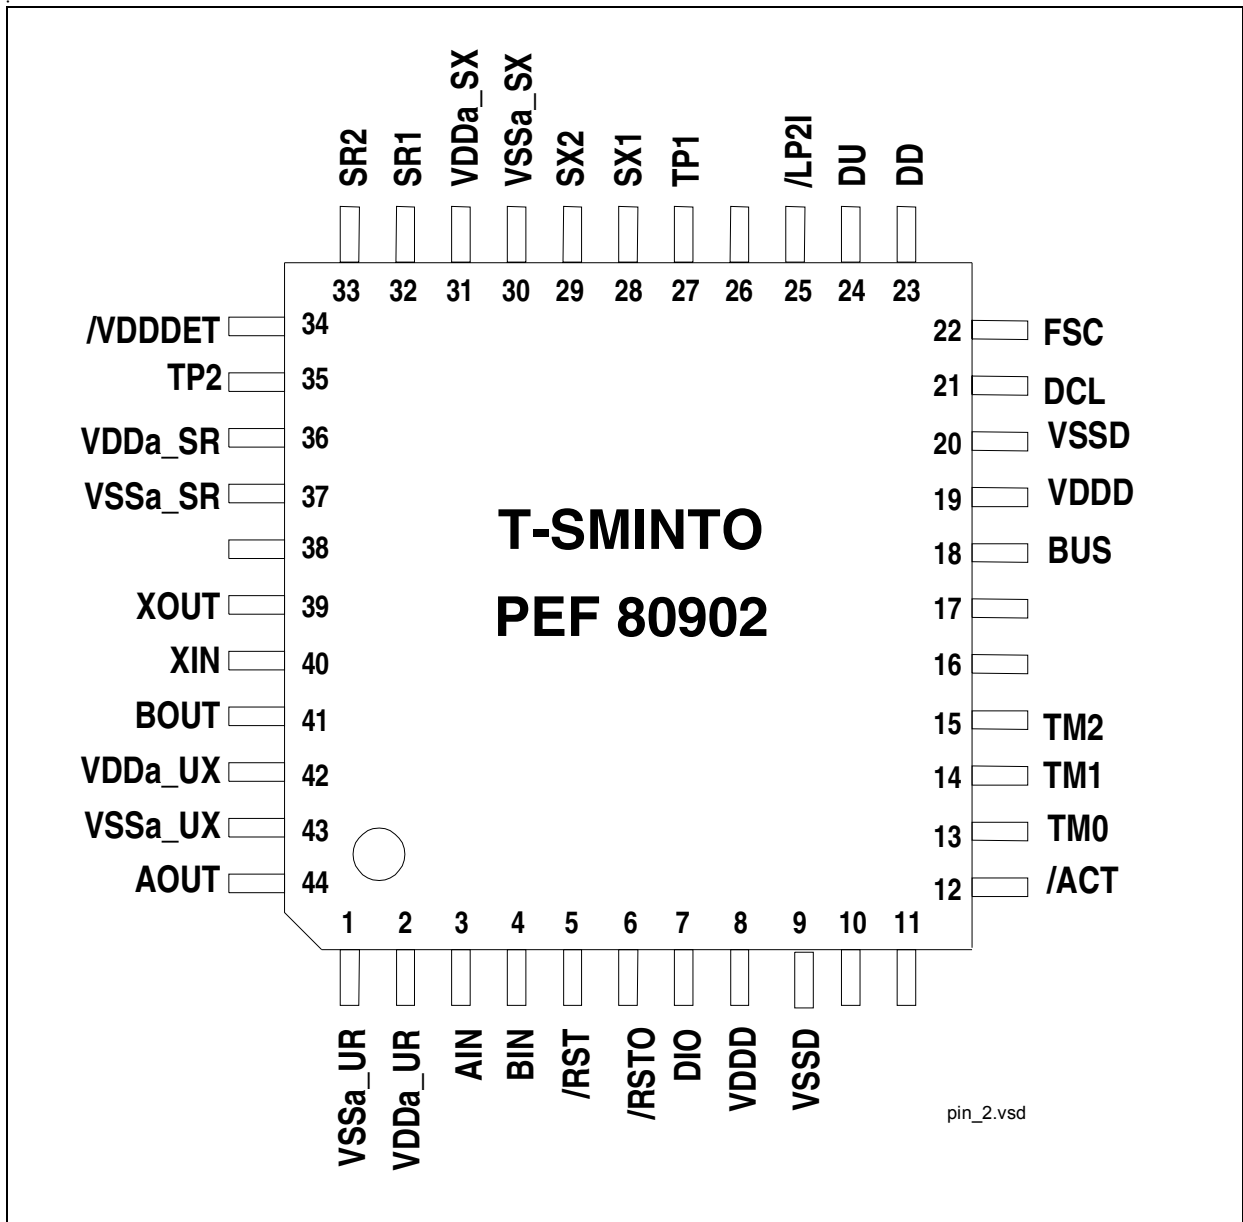 SR2
SR1
VDDa_SX
VSSa_SX
SX2
SX1
TP1
/LP2I
DU
DD
33 32 31 30 29 28 27 26 25 24 23
/VDDDET 34
TP2 35
VDDa_SR 36
VSSa_SR 37
38
XOUT 39
XIN 40
BOUT 41
VDDa_UX 42
VSSa_UX 43
AOUT 44
T-SMINTO
PEF 80902
22 FSC
21 DCL
20 VSSD
19 VDDD
18 BUS
17
16
15 TM2
14 TM1
13 TM0
12 /ACT
1 2 3 4 5 6 7 8 9 10 11
VSSa_UR
VDDa_UR
AIN
BIN
/RST
/RSTO
DIO
VDDD
VSSD
pin_2.vsd